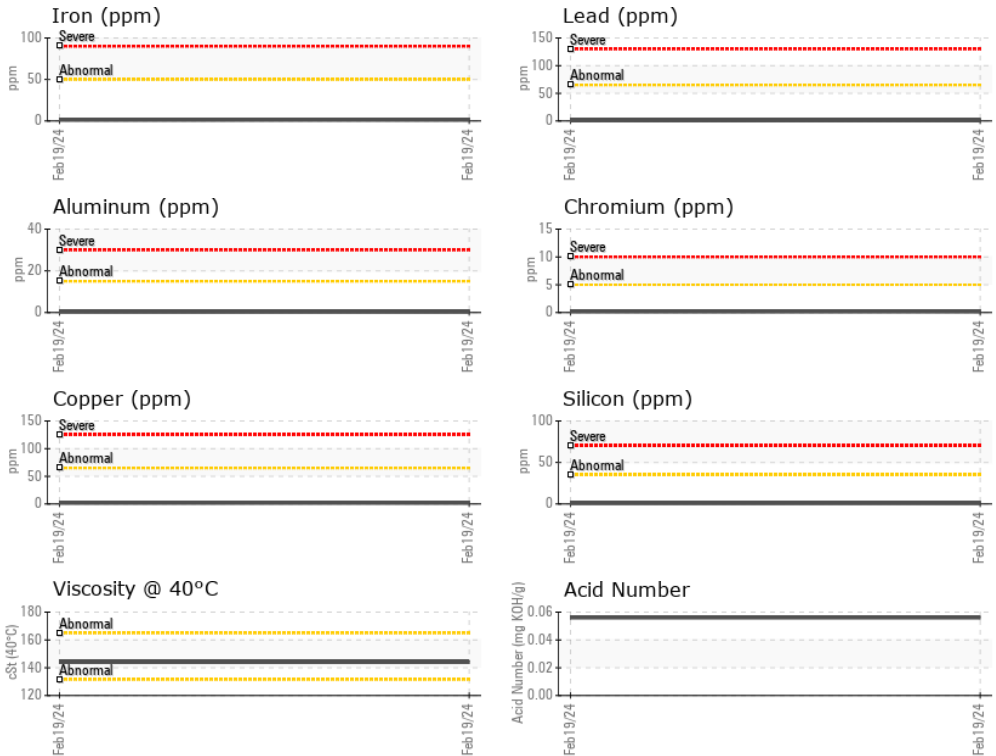 Iron (ppm)
100
50
0
ppm
Severe
Abnormal
Feb19/24
Feb19/24
Lead (ppm)
150
100
50
0
ppm
Severe
Abnormal
Feb19/24
Feb19/24
Aluminum (ppm)
40
20
0
ppm
Severe
Abnormal
Feb19/24
Feb19/24
Chromium (ppm)
15
10
5
0
ppm
Severe
Abnormal
Feb19/24
Feb19/24
Copper (ppm)
150
100
50
0
ppm
Severe
Abnormal
Feb19/24
Feb19/24
Silicon (ppm)
100
50
0
ppm
Severe
Abnormal
Feb19/24
Feb19/24
Viscosity @ 40°C
180
160
140
120
cSt (40°C)
Abnormal
Abnormal
Feb19/24
Feb19/24
Acid Number
0.06
0.04
0.02
0.00
Acid Number (mg KOH/g)
Feb19/24
Feb19/24